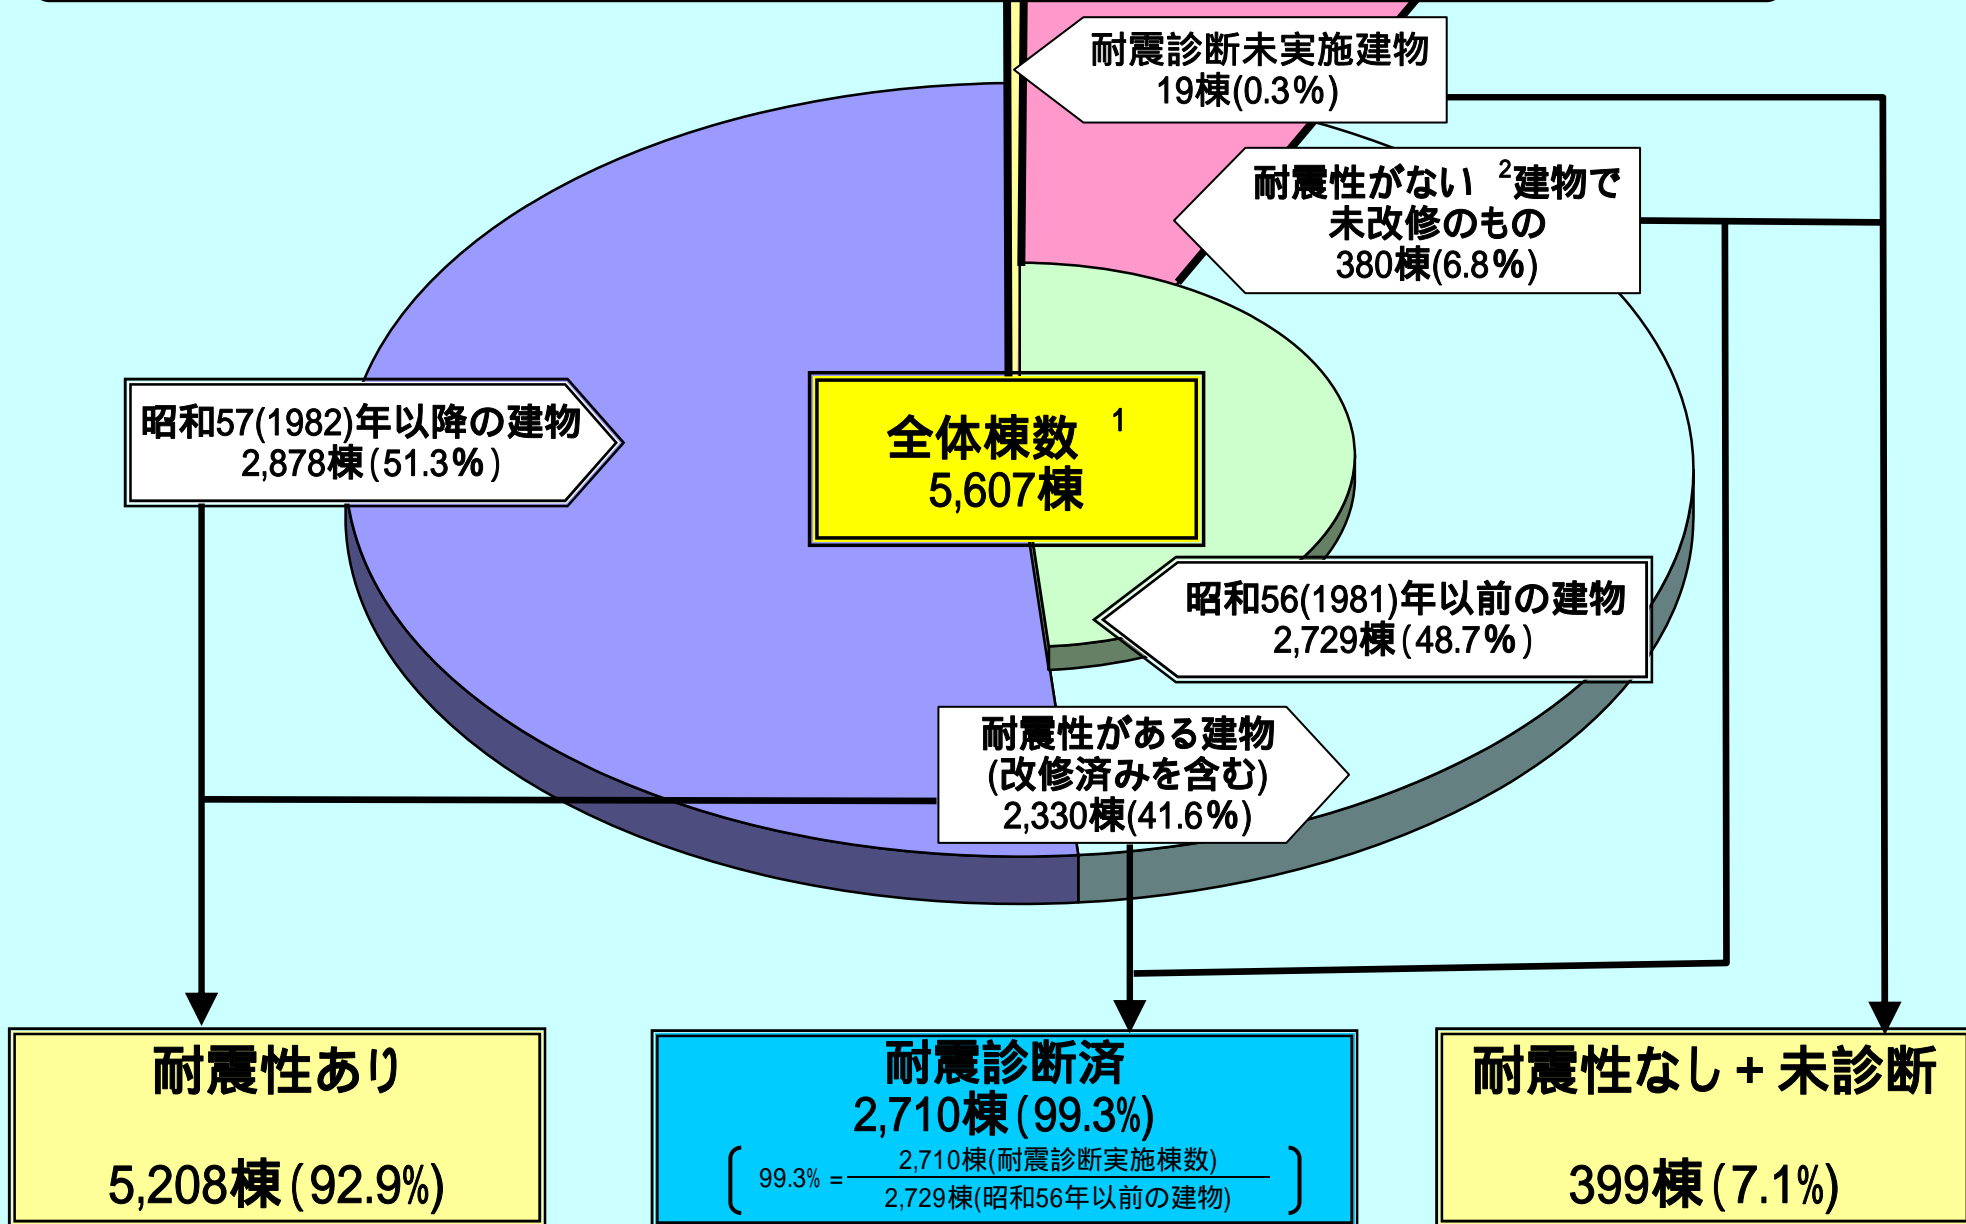 耐震診断未実施建物
19棟(0.3%)
耐震性がない 2建物で
未改修のもの
380棟(6.8%)
昭和57(1982)年以降の建物
2,878棟(51.3%)
全体棟数 1
5,607棟
昭和56(1981)年以前の建物
2,729棟(48.7%)
耐震性がある建物
(改修済みを含む)
2,330棟(41.6%)
耐震性あり
5,208棟(92.9%)
耐震診断済
2,710棟(99.3%)
99.3% =
2,710棟(耐震診断実施棟数)
2,729棟(昭和56年以前の建物)
耐震性なし+未診断
399棟(7.1%)